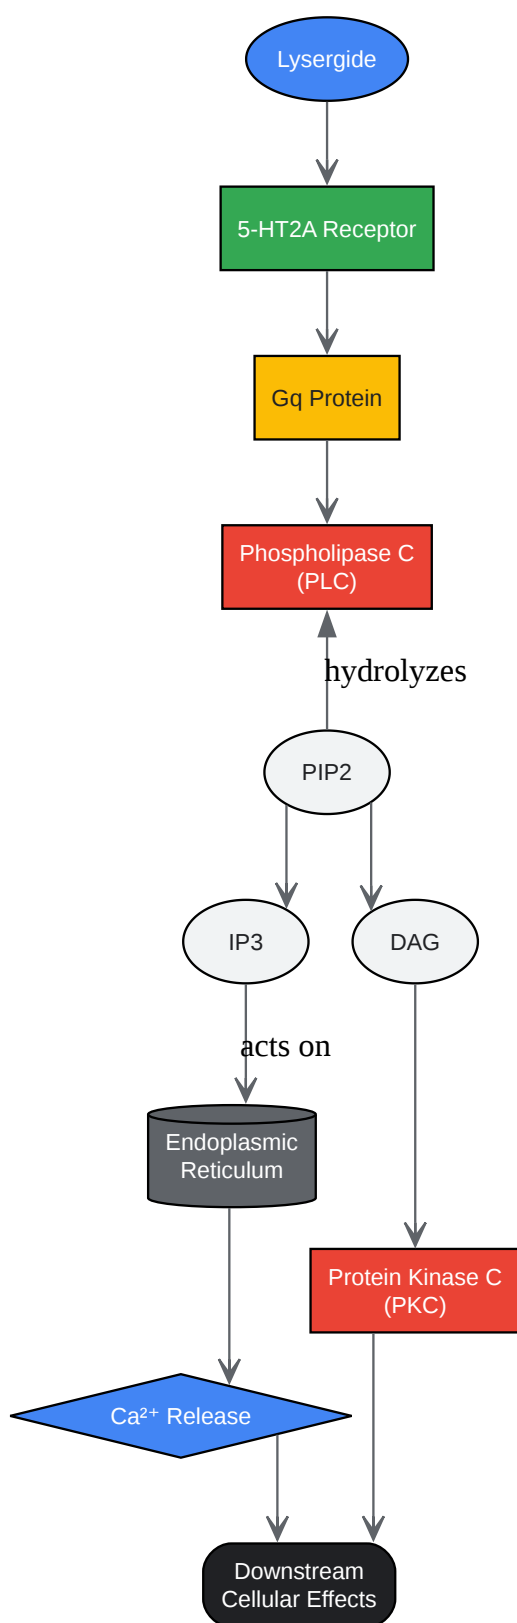 Lysergide
5-HT2A Receptor
Gq Protein
Phospholipase C
(PLC)
hydrolyzes
PIP2
IP3
DAG
acts on
Endoplasmic
Reticulum
Protein Kinase C
(PKC)
Ca²⁺ Release
Downstream
Cellular Effects